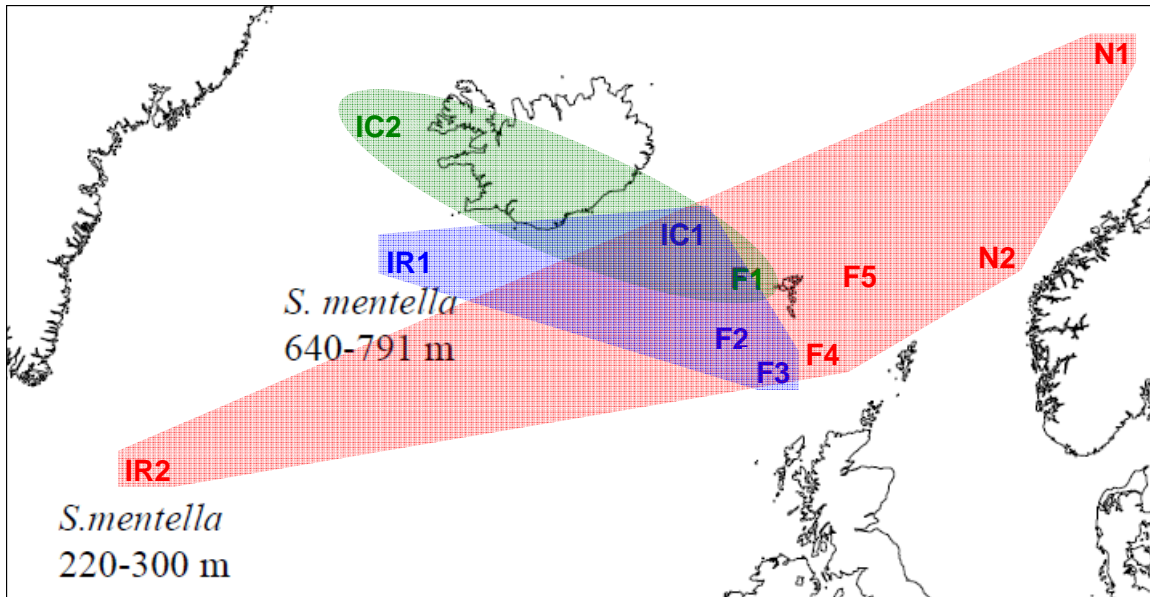 N1
IC2
IC1
IR1
F1
F5
N2
S. mentella
640-791 m
F2
F4
F3
IR2
S.mentella
220-300 m